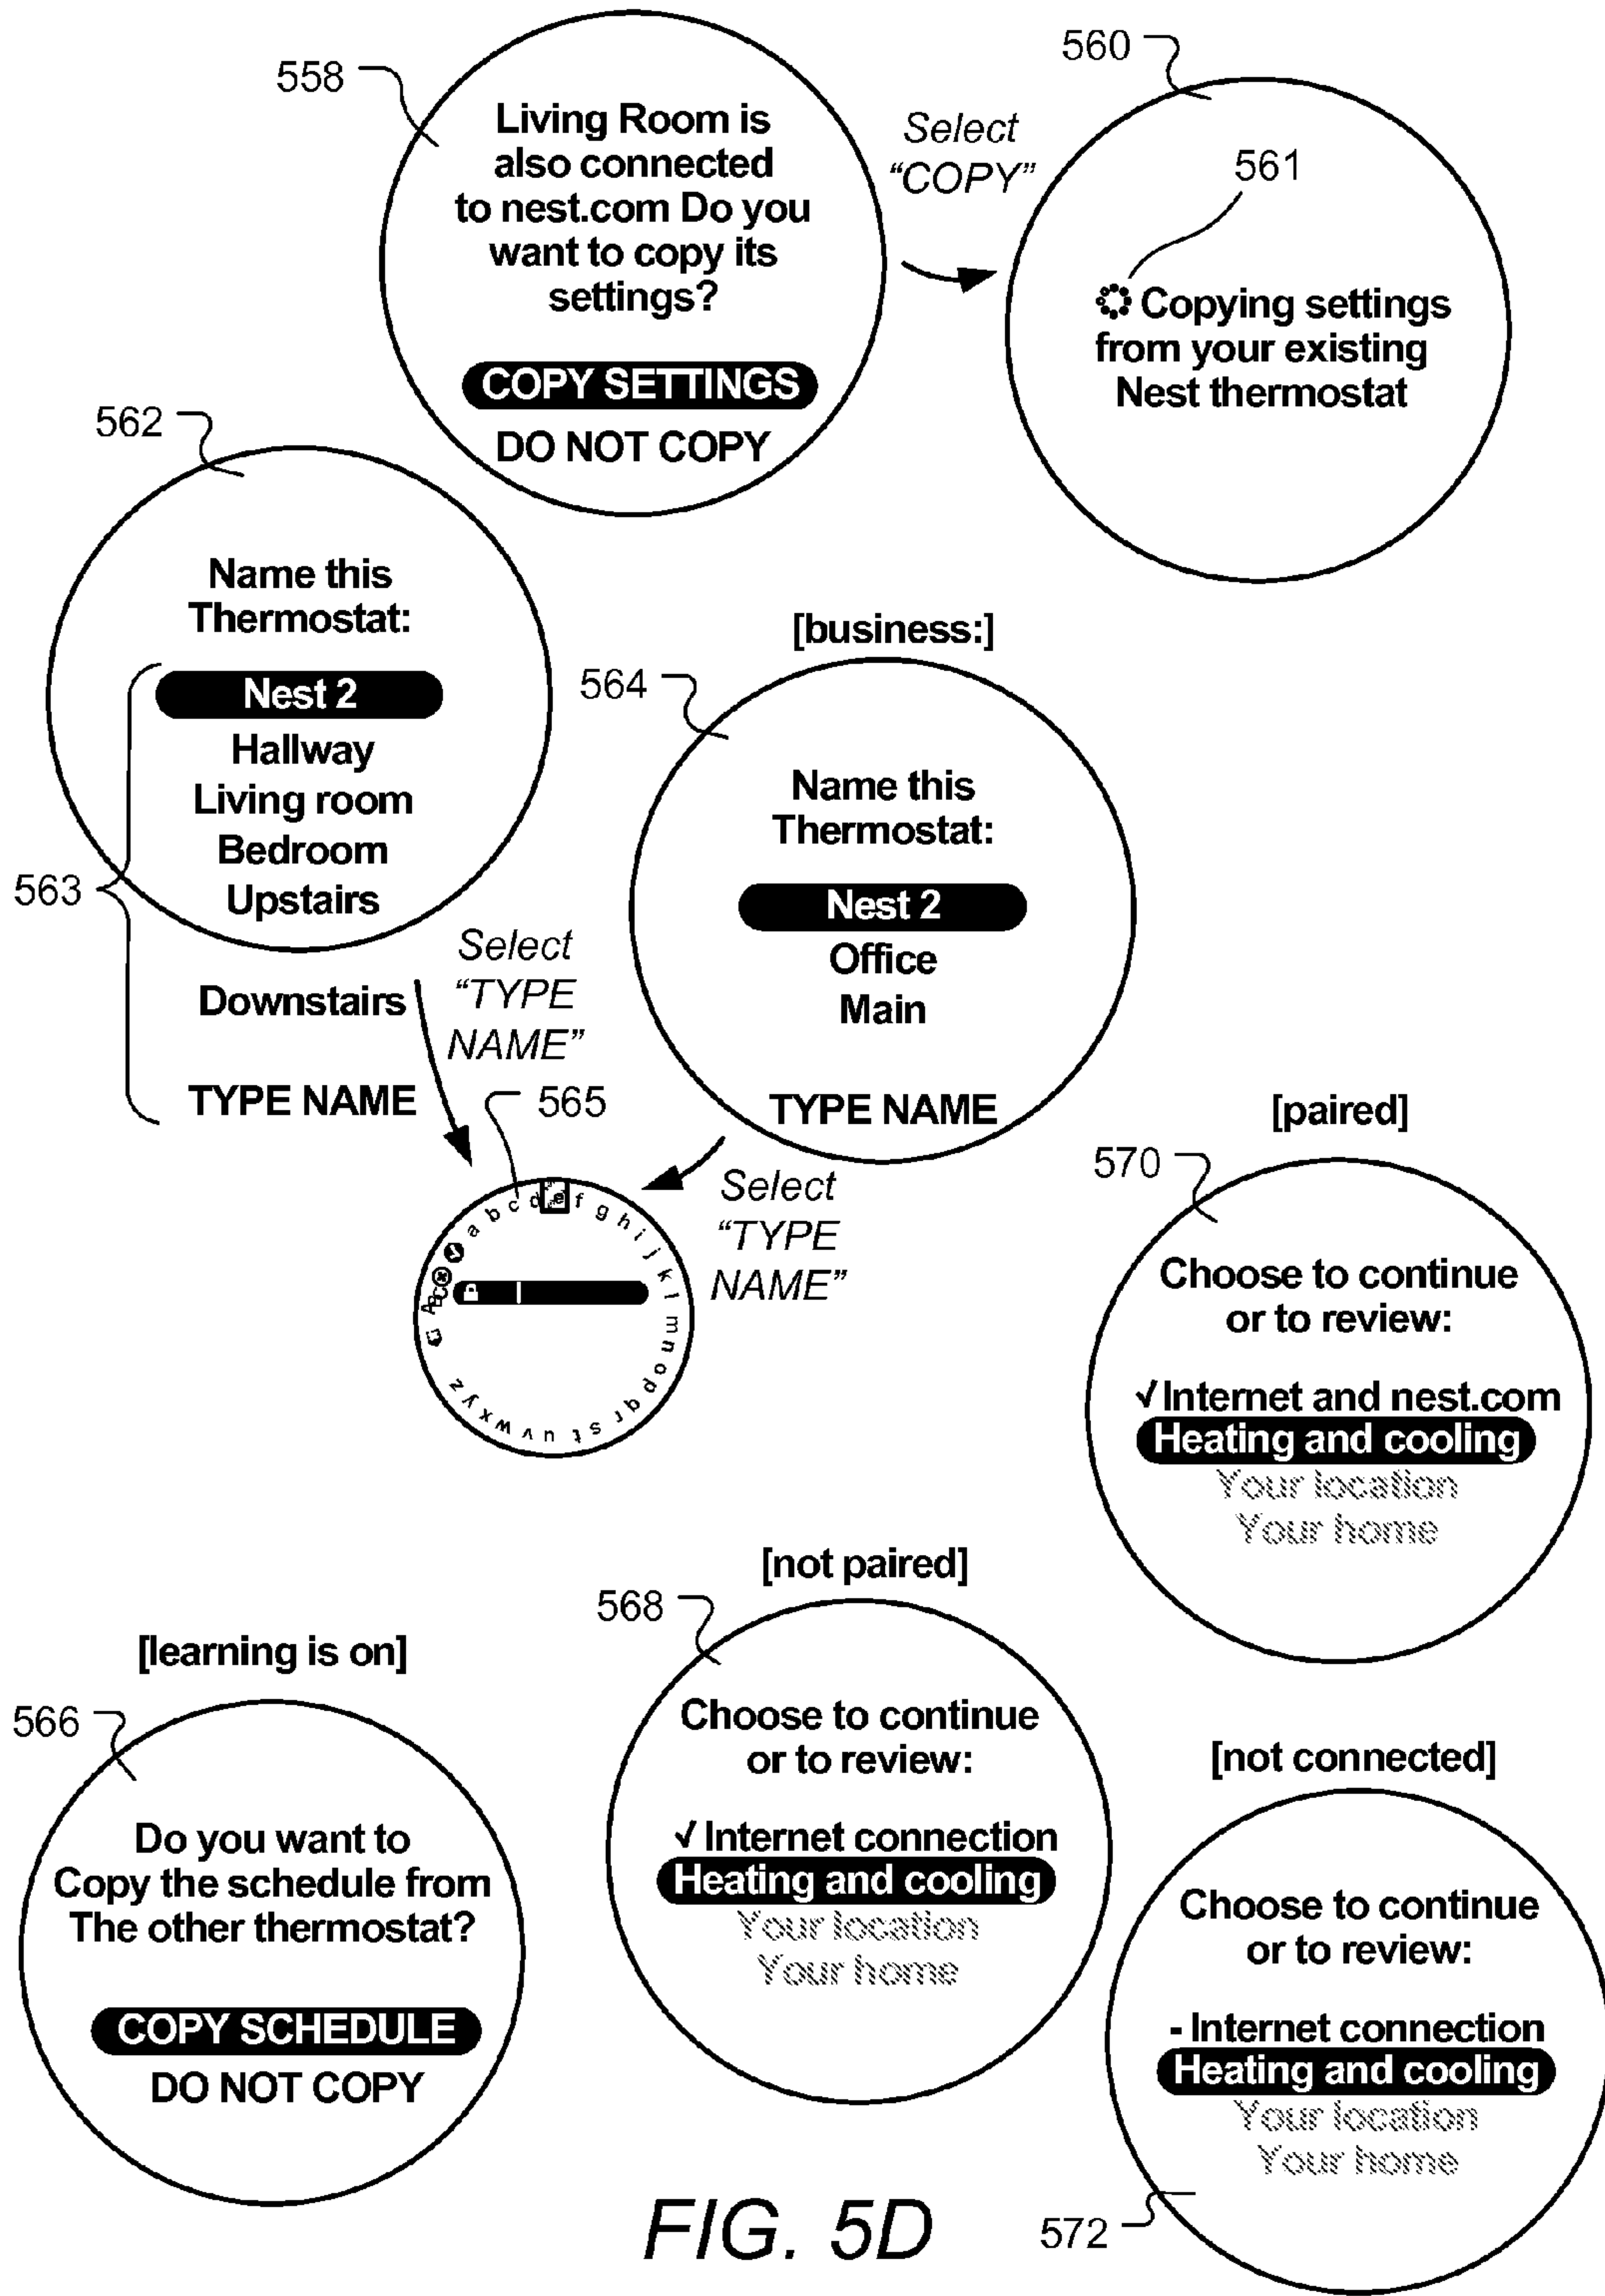 558
Living Room is
also connected
to nest.com Do you
want to copy its
settings?
COPY SETTINGS
DO NOT COPY
Select
“COPY”
560
561
Copying settings
from your existing
Nest thermostat
562
Name this
Thermostat:
Nest 2
Hallway
Living room
Bedroom
Upstairs
Downstairs
TYPE NAME
563
Select
“TYPE
NAME”
[business:]
564
Name this
Thermostat:
Nest 2
Office
Main
TYPE NAME
Select
“TYPE
NAME”
565
ABC
a b c d e f g h i j k l m n o p q r s t u v w x y z
[paired]
570
Choose to continue
or to review:
√ Internet and nest.com
Heating and cooling
Your location
Your home
[learning is on]
566
Do you want to
Copy the schedule from
The other thermostat?
COPY SCHEDULE
DO NOT COPY
[not paired]
568
Choose to continue
or to review:
√ Internet connection
Heating and cooling
Your location
Your home
[not connected]
Choose to continue
or to review:
- Internet connection
Heating and cooling
Your location
Your home
572
FIG. 5D